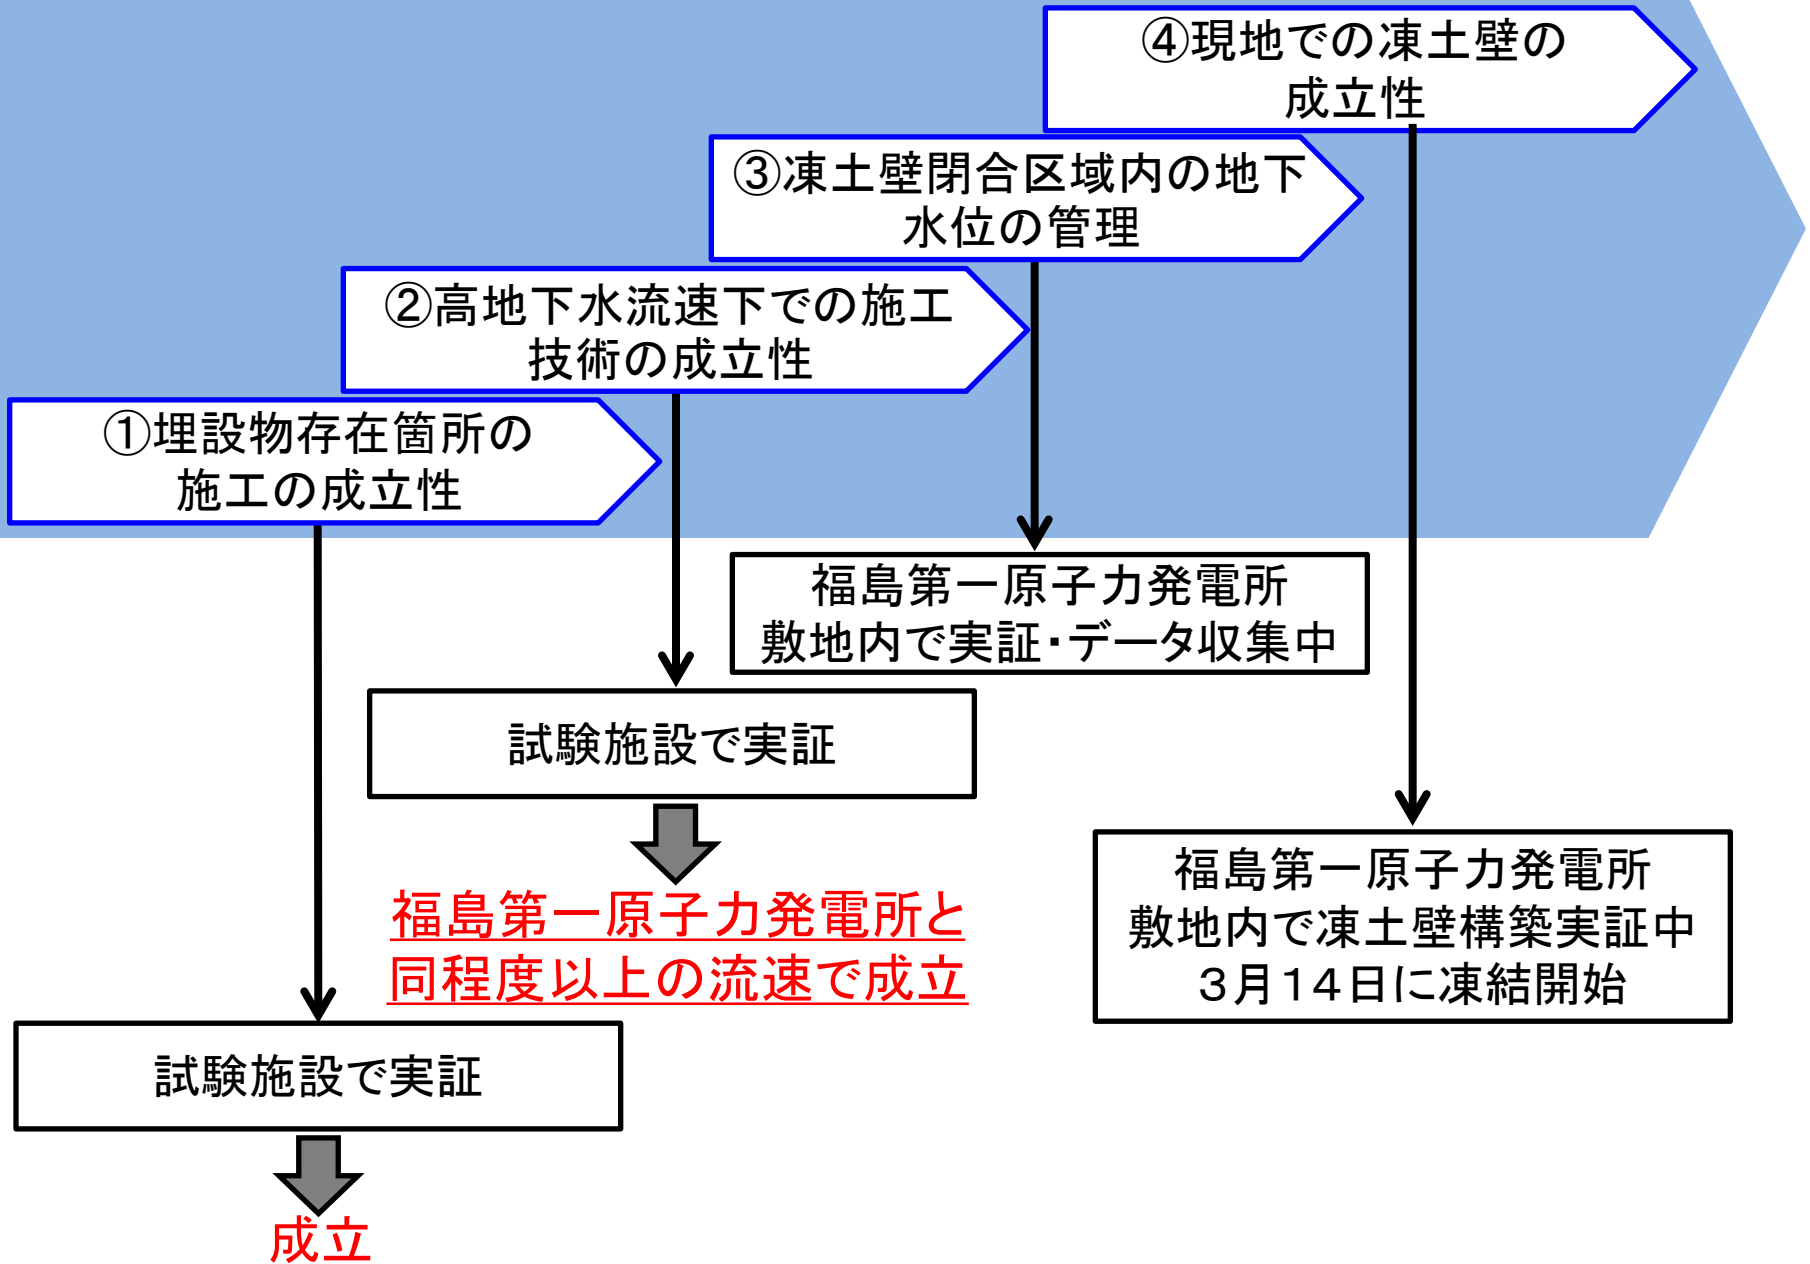 ④現地での凍土壁の
成立性
③凍土壁閉合区域内の地下
水位の管理
②高地下水流速下での施工
技術の成立性
①埋設物存在箇所の
施工の成立性
福島第一原子力発電所
敷地内で実証・データ収集中
試験施設で実証
福島第一原子力発電所と
同程度以上の流速で成立
福島第一原子力発電所
敷地内で凍土壁構築実証中
３月１４日に凍結開始
試験施設で実証
成立